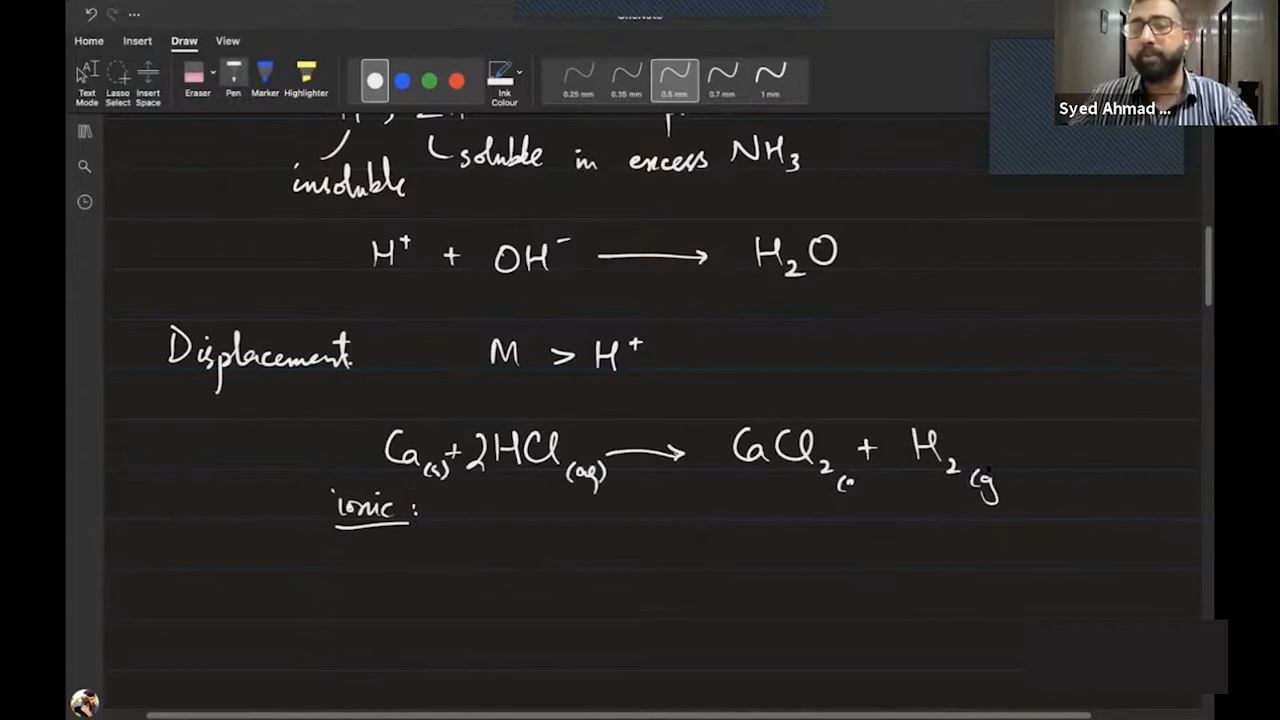 OneNote
Home Insert Draw View
Text Mode Lasso Select Insert Space Eraser Pen Marker Highlighter Ink Colour 0.25 mm 0.35 mm 0.5 mm 0.7 mm 1 mm
Syed Ahmad ...
soluble in excess NH₃
insoluble
H⁺ + OH⁻ ⟶ H₂O
Displacement M > H⁺
Ca(s) + 2HCl(aq) ⟶ CaCl₂ + H₂(g
ionic :